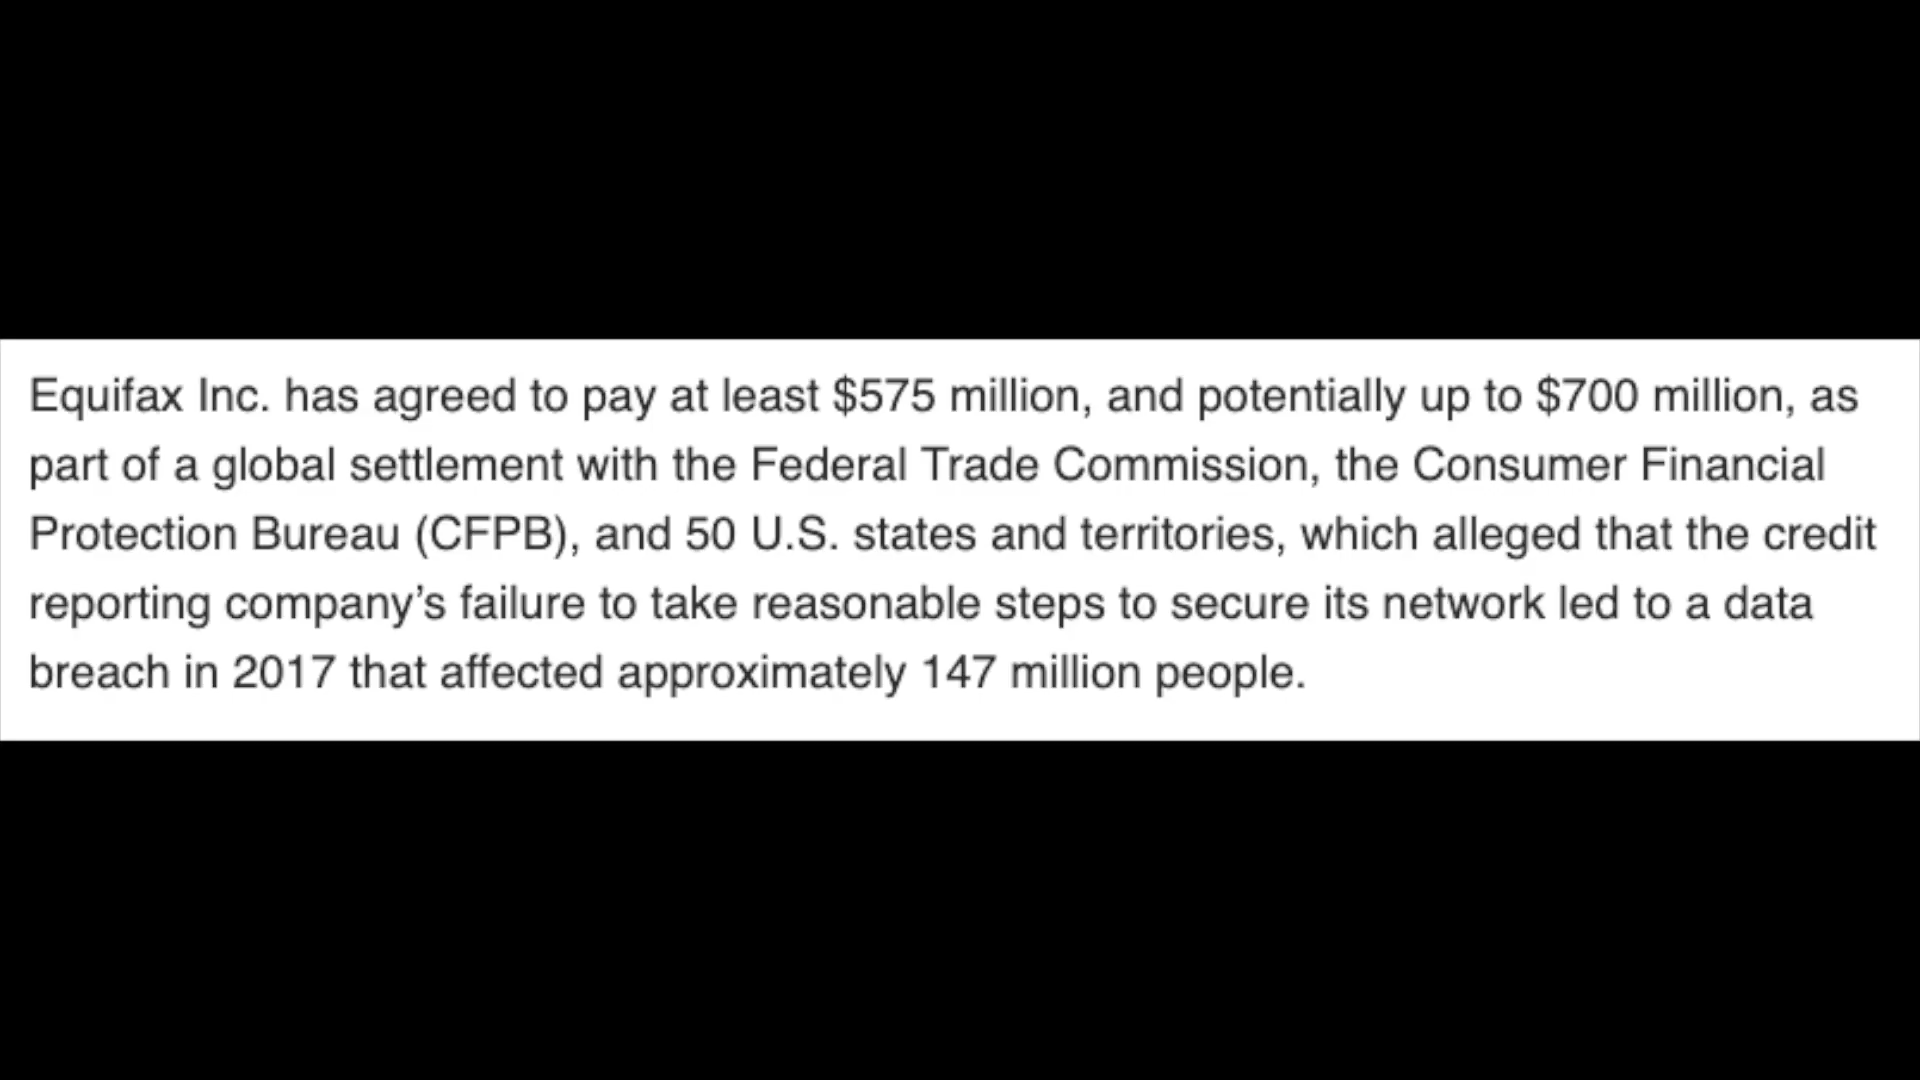 Equifax Inc. has agreed to pay at least $575 million, and potentially up to $700 million, as
part of a global settlement with the Federal Trade Commission, the Consumer Financial
Protection Bureau (CFPB), and 50 U.S. states and territories, which alleged that the credit
reporting company’s failure to take reasonable steps to secure its network led to a data
breach in 2017 that affected approximately 147 million people.